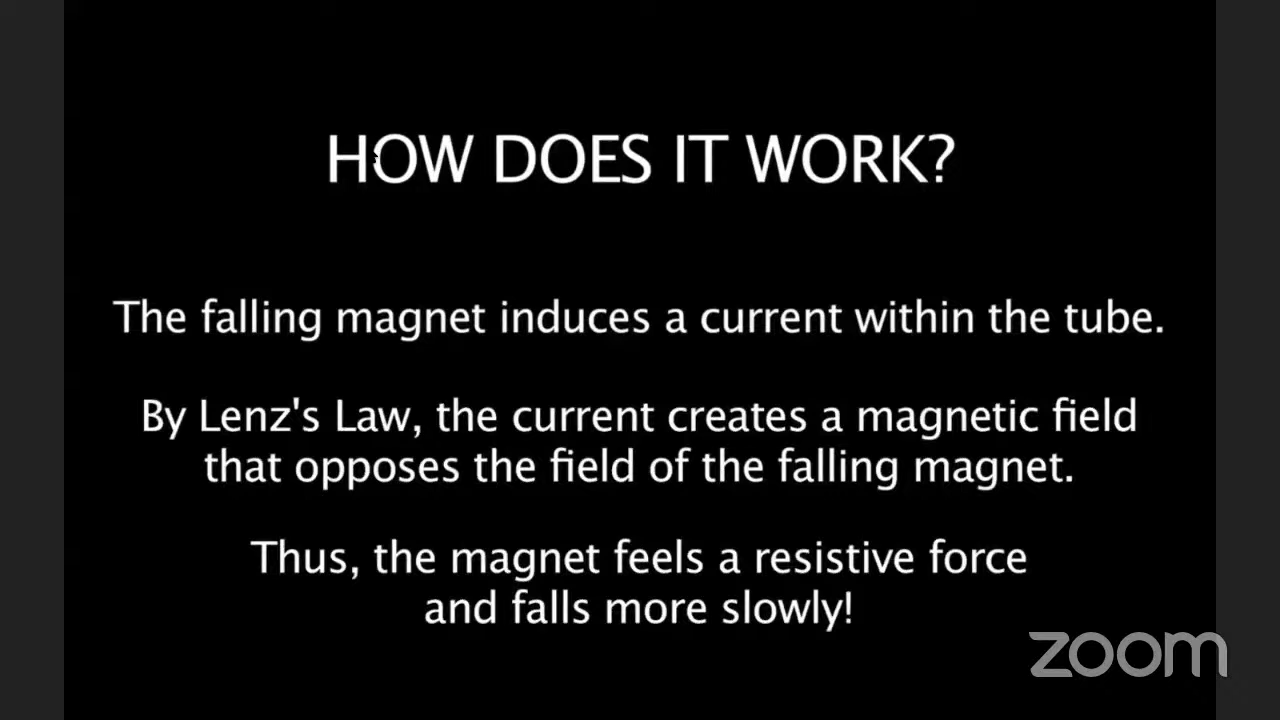 HOW DOES IT WORK?
The falling magnet induces a current within the tube.
By Lenz's Law, the current creates a magnetic field
that opposes the field of the falling magnet.
Thus, the magnet feels a resistive force
and falls more slowly!
zoom